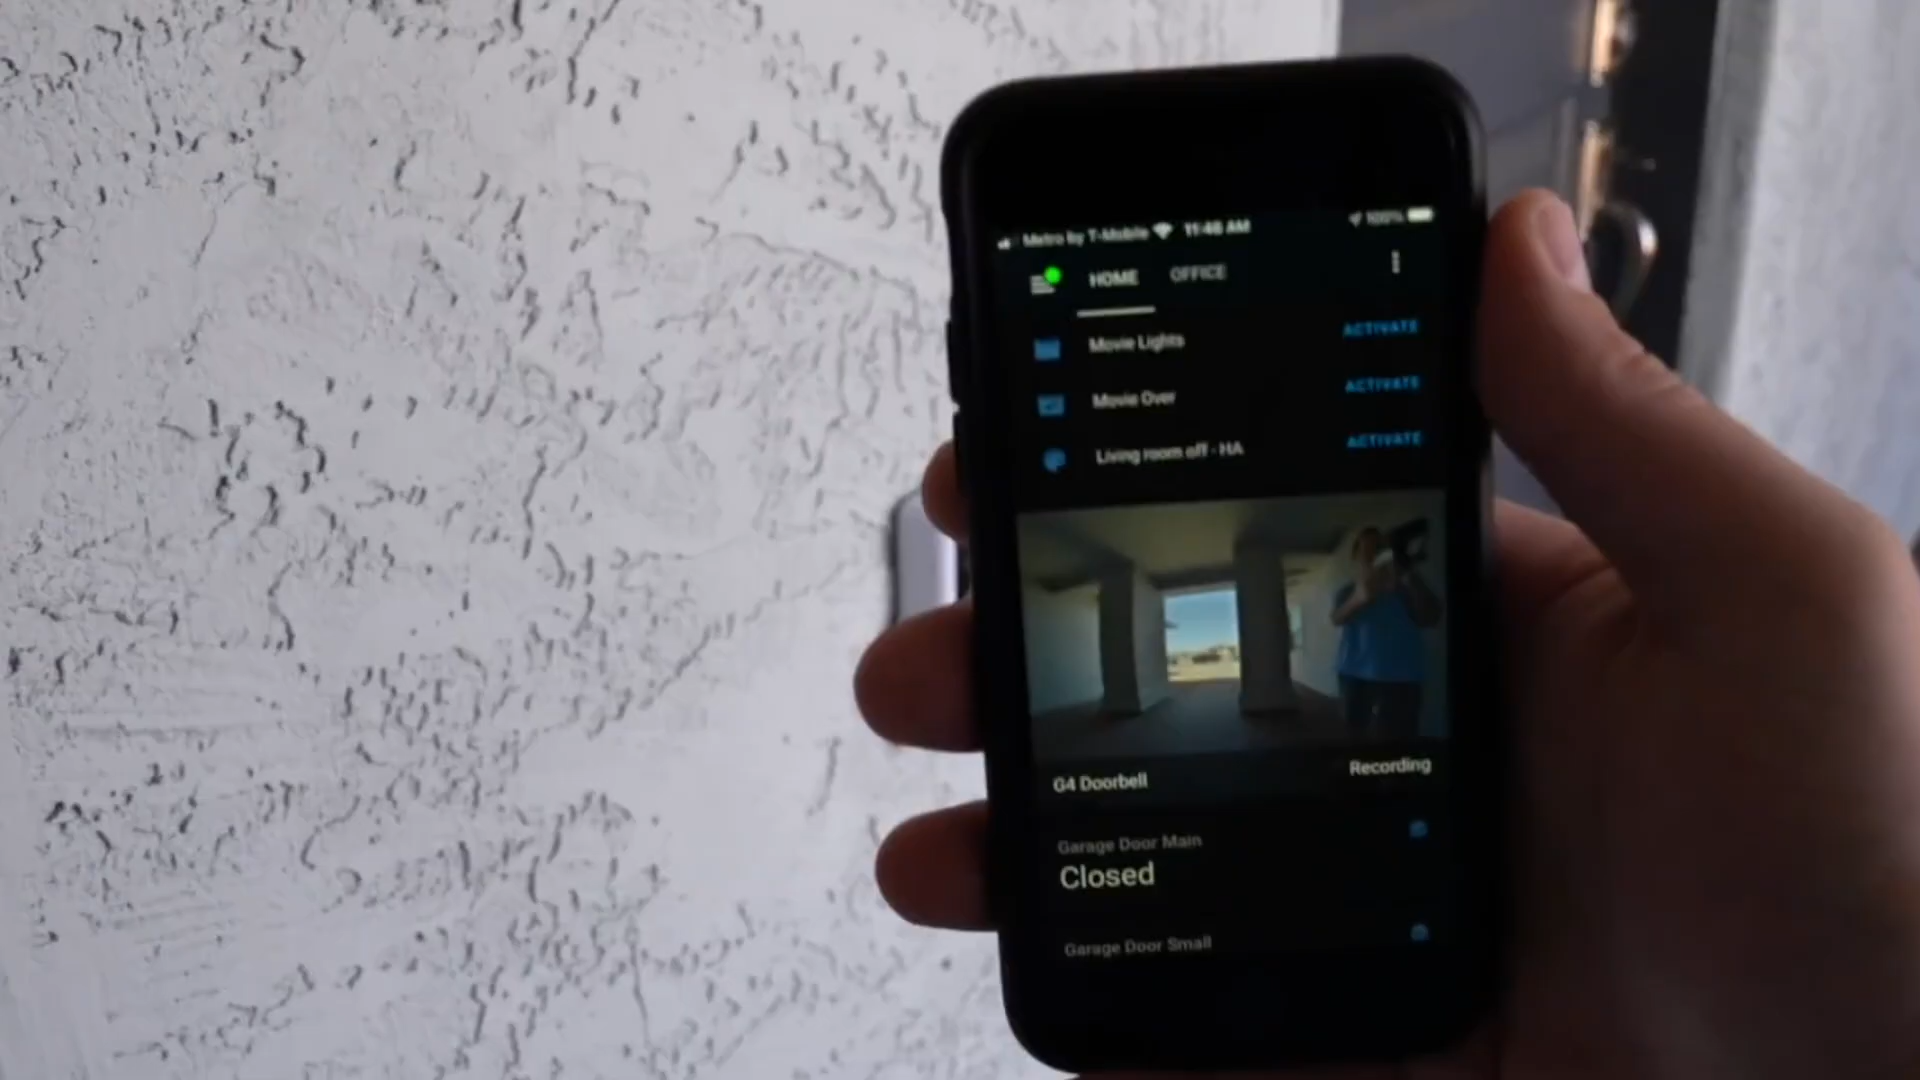 Metro by T-Mobile 11:46 AM 100%
HOME OFFICE
Movie Lights ACTIVATE
Movie Over ACTIVATE
Living room off - HA ACTIVATE
G4 Doorbell Recording
Garage Door Main
Closed
Garage Door Small